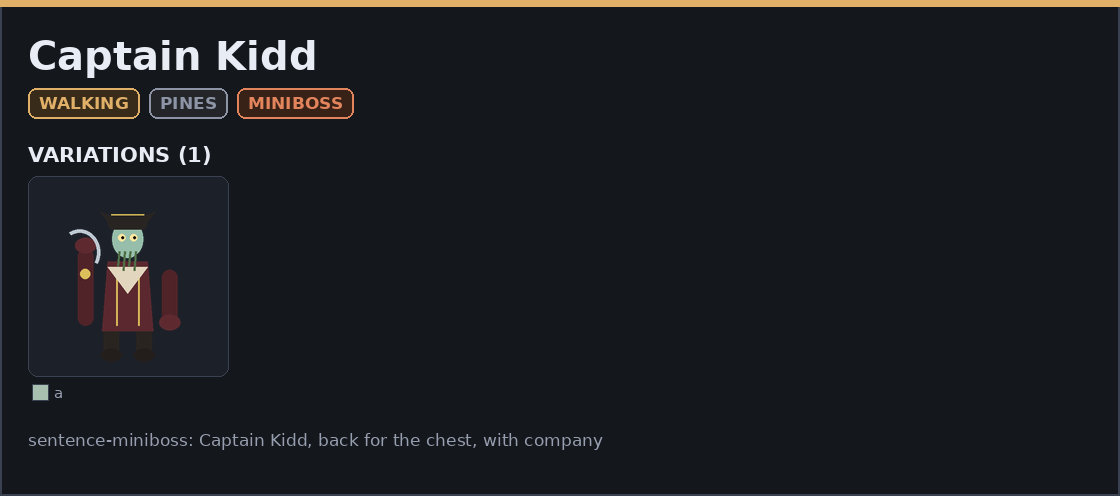 Captain Kidd
WALKING PINES MINIBOSS
VARIATIONS (1)
a
sentence-miniboss: Captain Kidd, back for the chest, with company